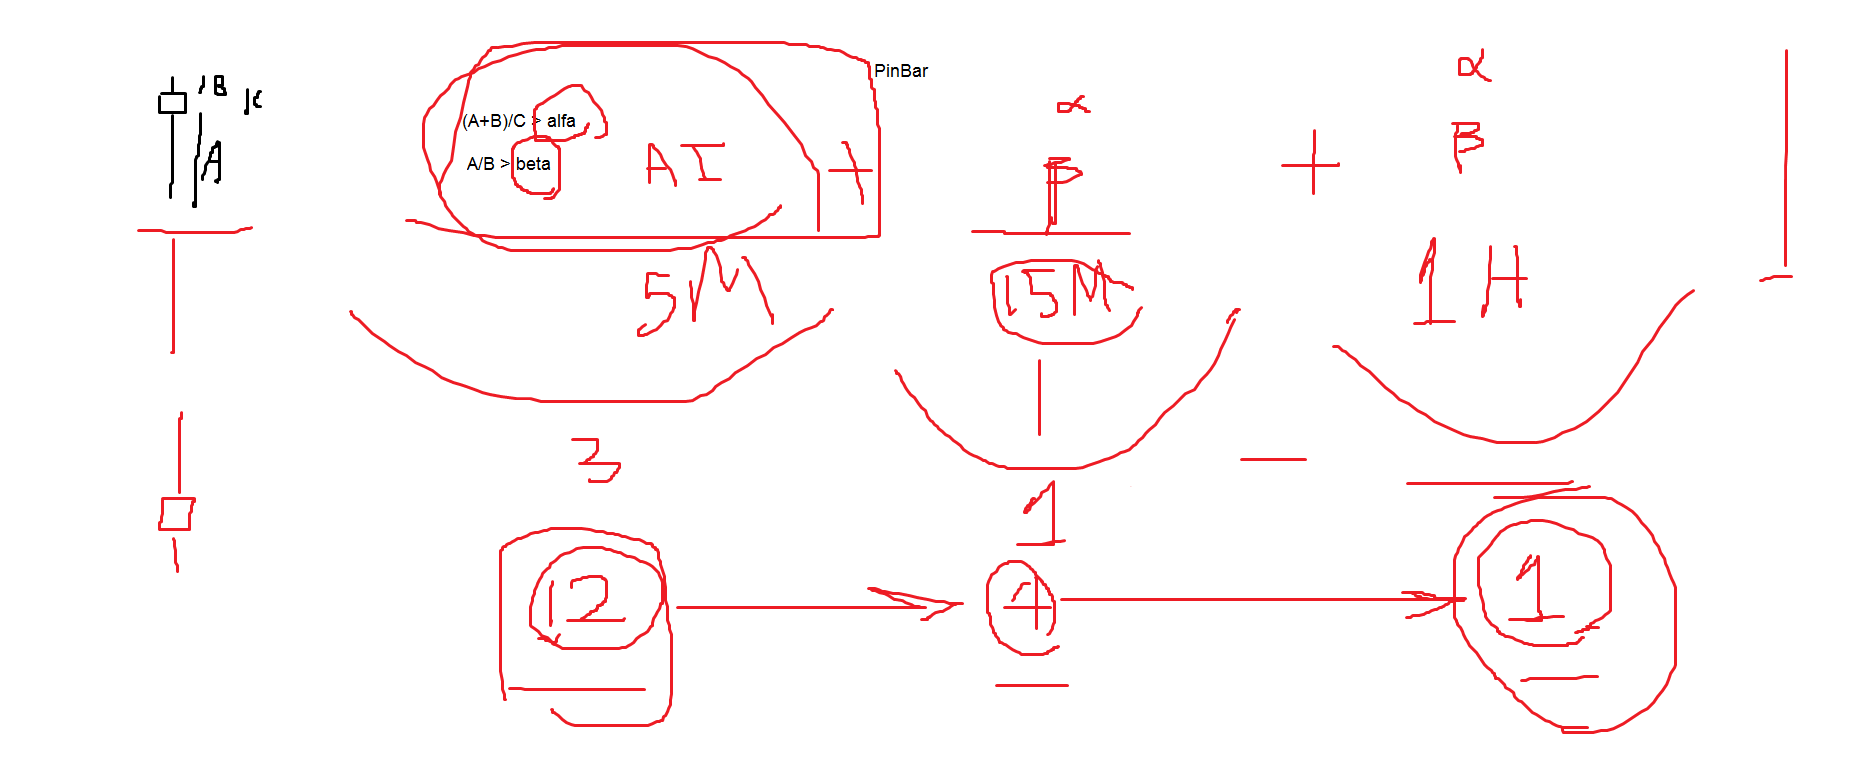 PinBar
B
C
A
(A+B)/C > alfa
A/B > beta
AI
+
α
β
+
α
β
5M
15M
1H
3
1
12
4
1